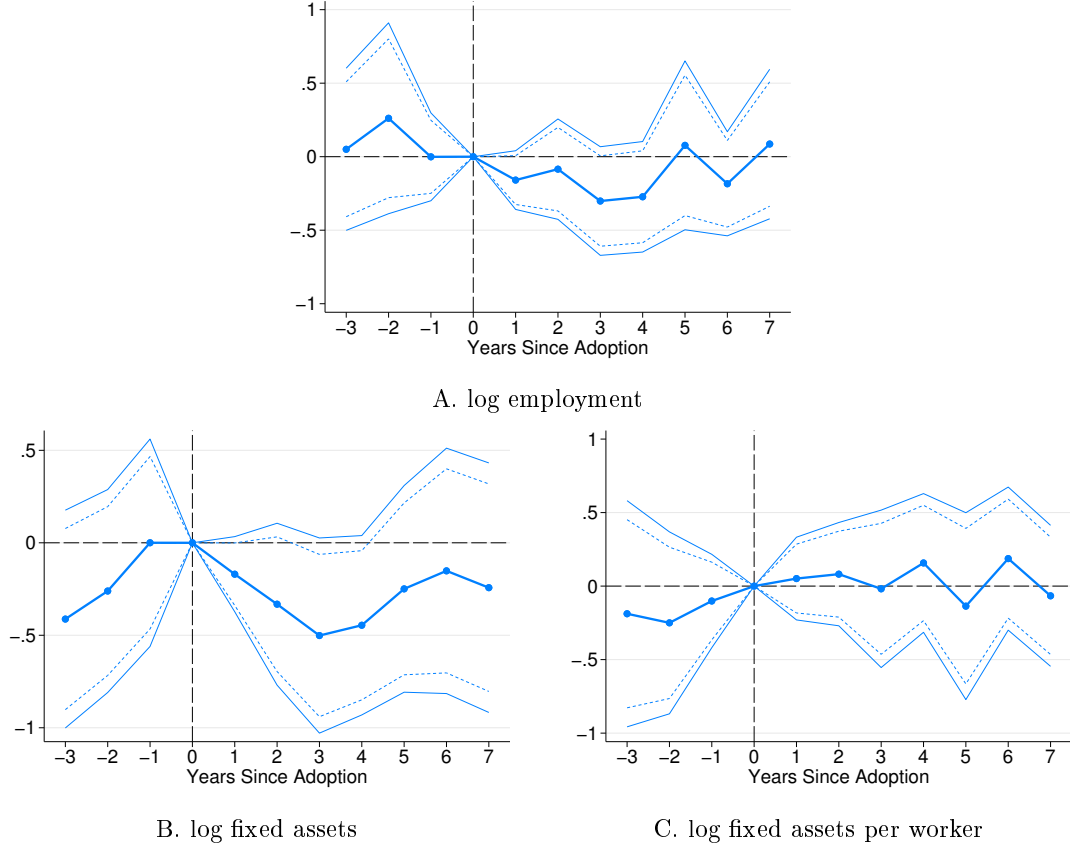 1
.5
0
−.5
−1
−3 −2 −1 0 1 2 3 4 5 6 7
Years Since Adoption
A. log employment
.5
0
−.5
−1
−3 −2 −1 0 1 2 3 4 5 6 7
Years Since Adoption
B. log fixed assets
1
.5
0
−.5
−1
−3 −2 −1 0 1 2 3 4 5 6 7
Years Since Adoption
C. log fixed assets per worker